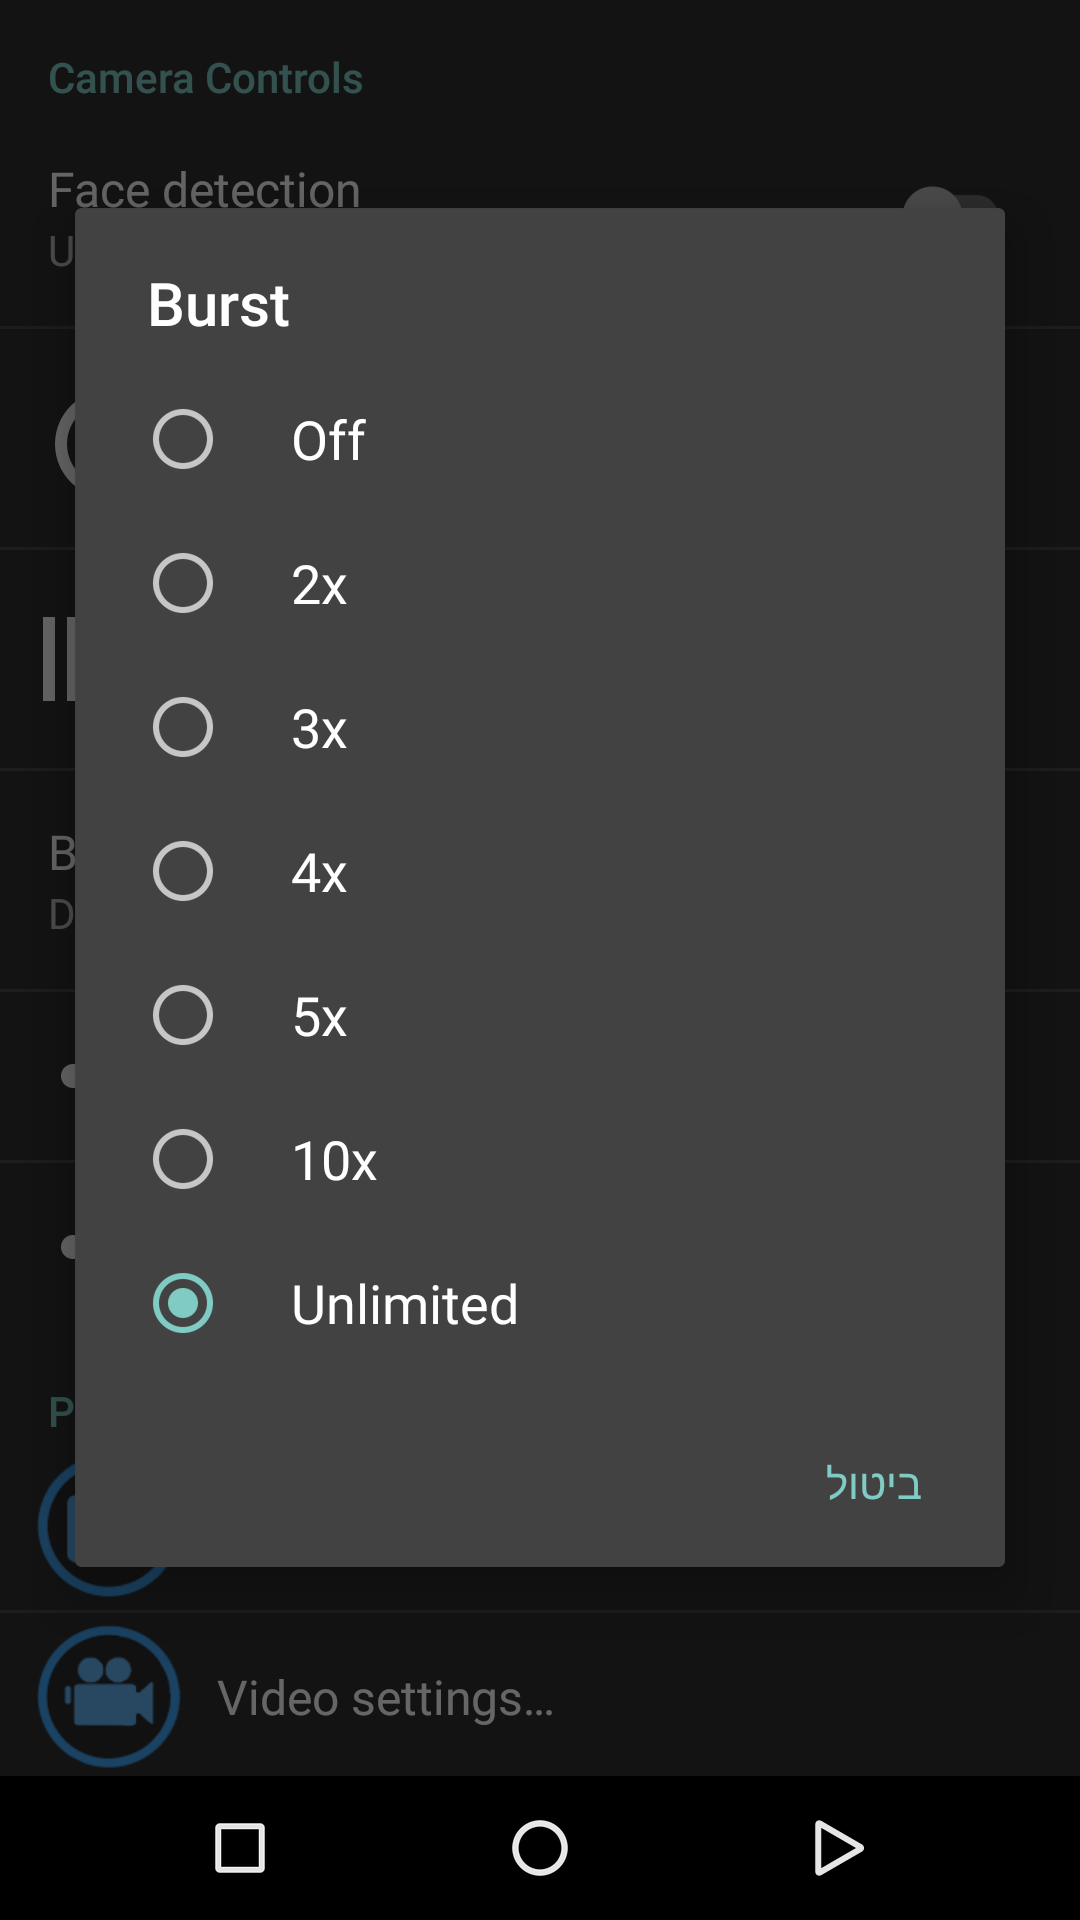 Camera Controls
Face detection
U
Burst
Off
2x
3x
4x
B
D
5x
10x
Unlimited
P
ביטול
Video settings...